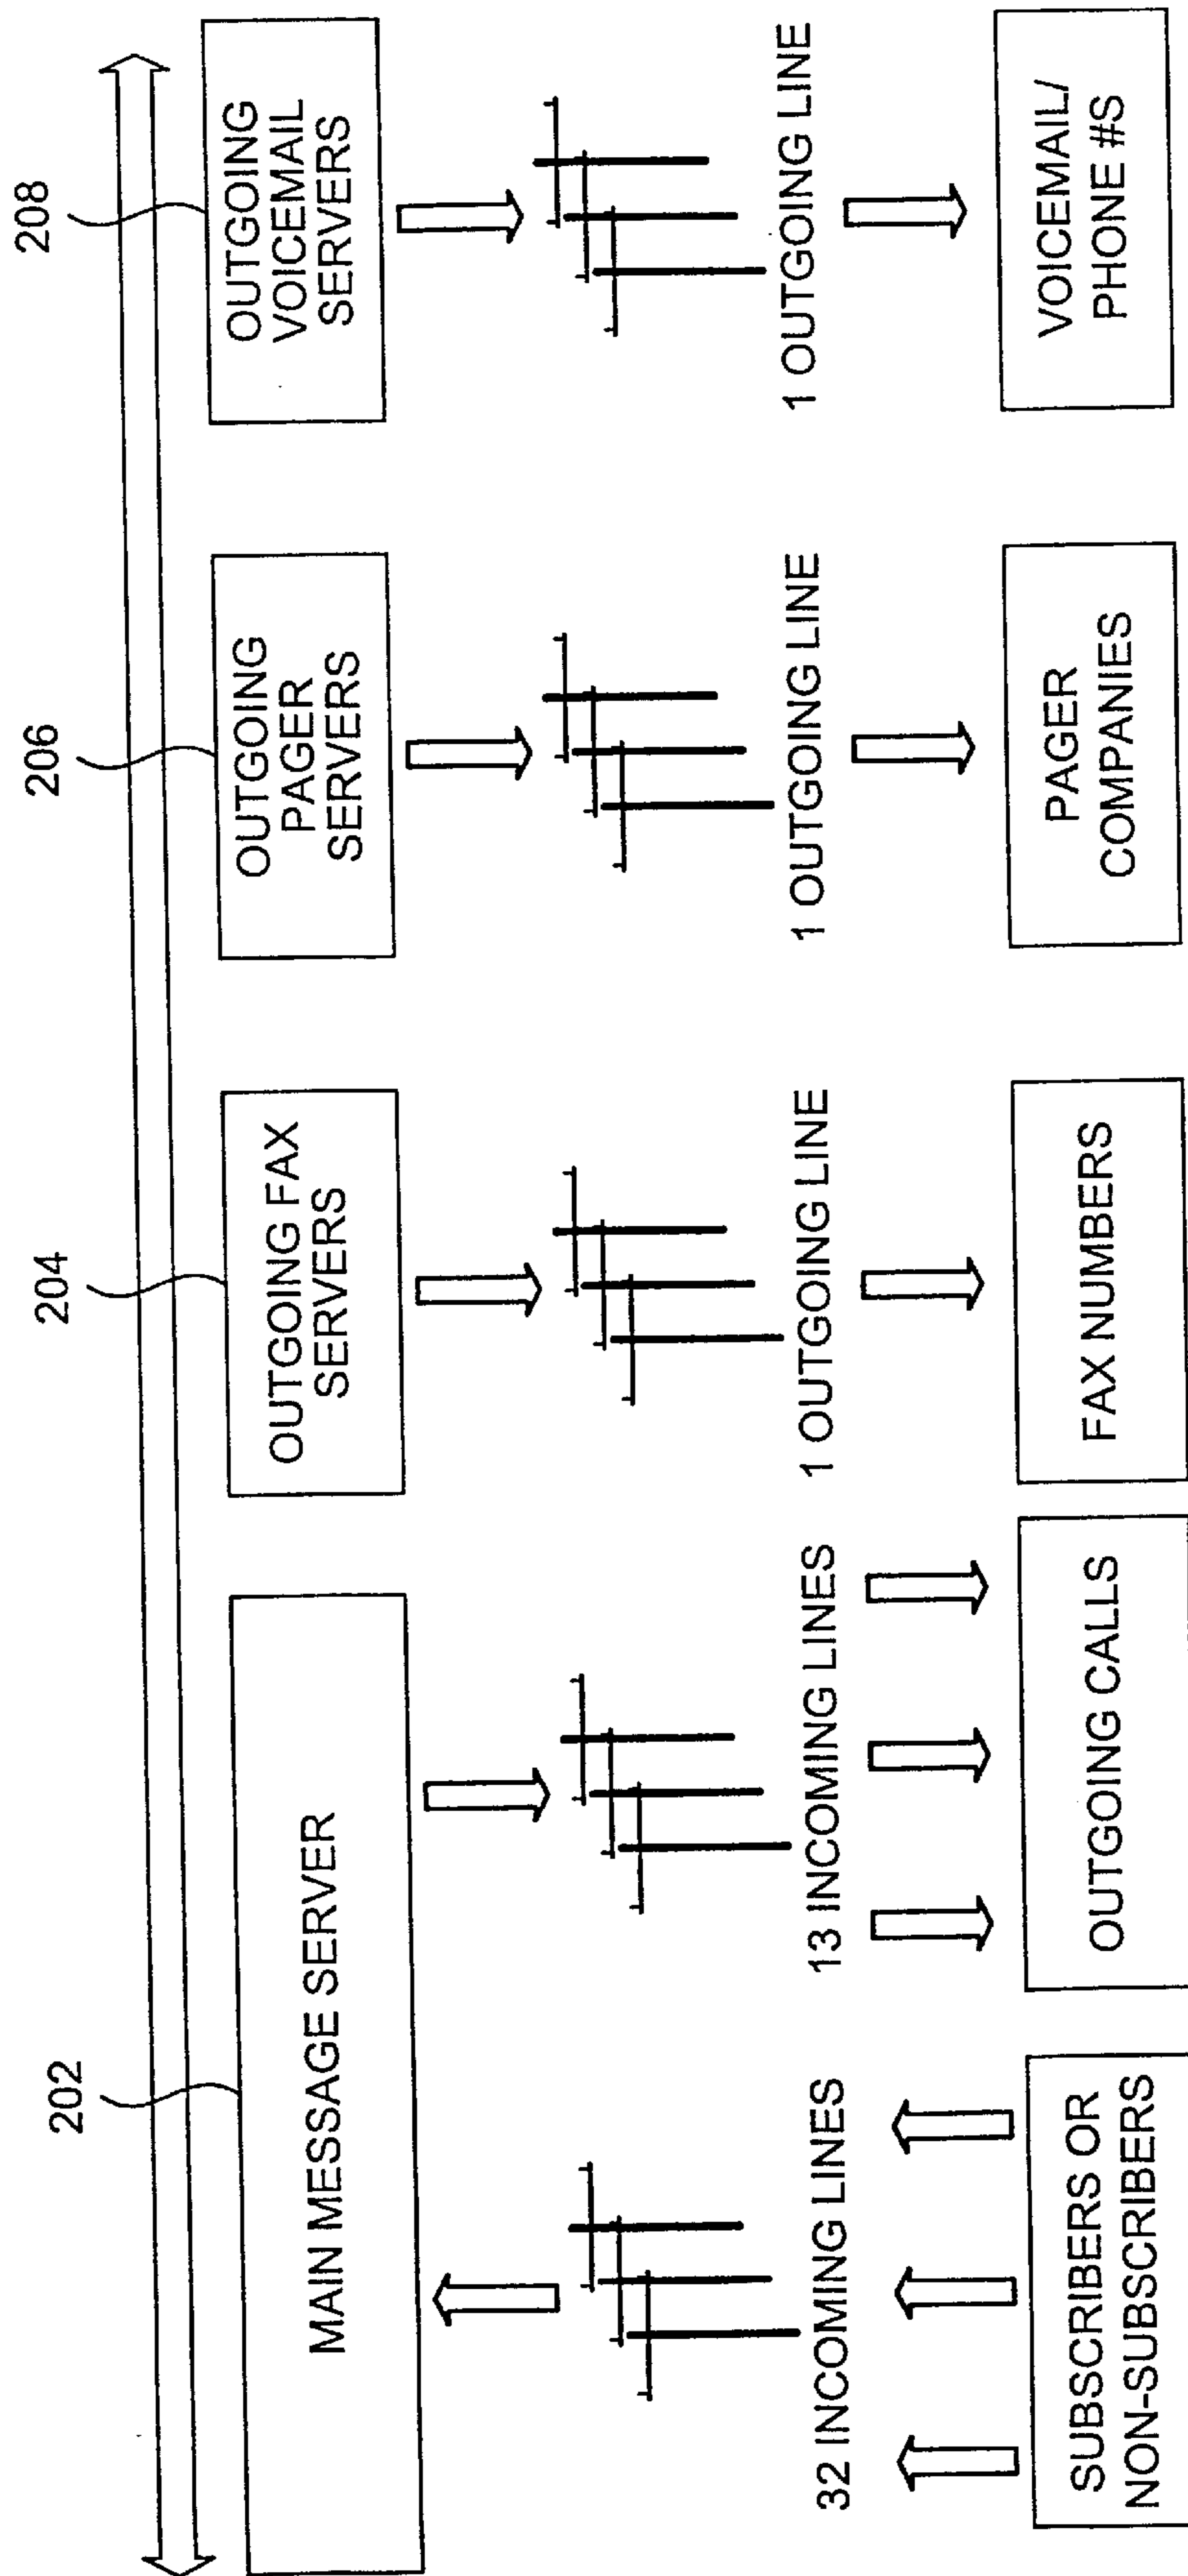 202
204
206
208
MAIN MESSAGE SERVER
OUTGOING FAX
SERVERS
OUTGOING
PAGER
SERVERS
OUTGOING
VOICEMAIL
SERVERS
32 INCOMING LINES
13 INCOMING LINES
1 OUTGOING LINE
1 OUTGOING LINE
1 OUTGOING LINE
SUBSCRIBERS OR
NON-SUBSCRIBERS
OUTGOING CALLS
FAX NUMBERS
PAGER
COMPANIES
VOICEMAIL/
PHONE #S